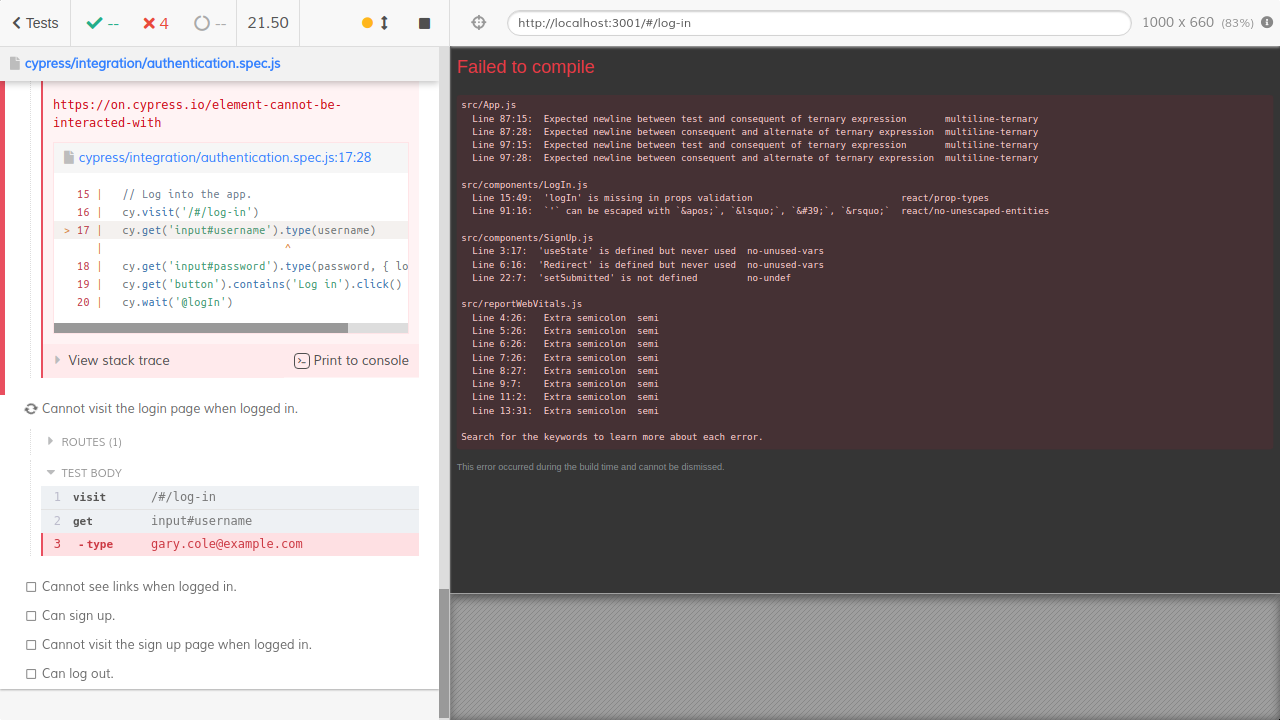 Tests
--
4
--
21.50
http://localhost:3001/#/log-in
1000 x 660 (83%)
cypress/integration/authentication.spec.js
https://on.cypress.io/element-cannot-be-
interacted-with
cypress/integration/authentication.spec.js:17:28
15 | // Log into the app.
16 | cy.visit('/#/log-in')
> 17 | cy.get('input#username').type(username)
| ^
18 | cy.get('input#password').type(password, { lo
19 | cy.get('button').contains('Log in').click()
20 | cy.wait('@logIn')
View stack trace
Print to console
Cannot visit the login page when logged in.
ROUTES (1)
TEST BODY
1 visit /#/log-in
2 get input#username
3 -type gary.cole@example.com
Cannot see links when logged in.
Can sign up.
Cannot visit the sign up page when logged in.
Can log out.
Failed to compile
src/App.js
Line 87:15: Expected newline between test and consequent of ternary expression multiline-ternary
Line 87:28: Expected newline between consequent and alternate of ternary expression multiline-ternary
Line 97:15: Expected newline between test and consequent of ternary expression multiline-ternary
Line 97:28: Expected newline between consequent and alternate of ternary expression multiline-ternary
src/components/LogIn.js
Line 15:49: 'logIn' is missing in props validation react/prop-types
Line 91:16: `'` can be escaped with `&apos;`, `&lsquo;`, `&#39;`, `&rsquo;` react/no-unescaped-entities
src/components/SignUp.js
Line 3:17: 'useState' is defined but never used no-unused-vars
Line 6:16: 'Redirect' is defined but never used no-unused-vars
Line 22:7: 'setSubmitted' is not defined no-undef
src/reportWebVitals.js
Line 4:26: Extra semicolon semi
Line 5:26: Extra semicolon semi
Line 6:26: Extra semicolon semi
Line 7:26: Extra semicolon semi
Line 8:27: Extra semicolon semi
Line 9:7: Extra semicolon semi
Line 11:2: Extra semicolon semi
Line 13:31: Extra semicolon semi
Search for the keywords to learn more about each error.
This error occurred during the build time and cannot be dismissed.